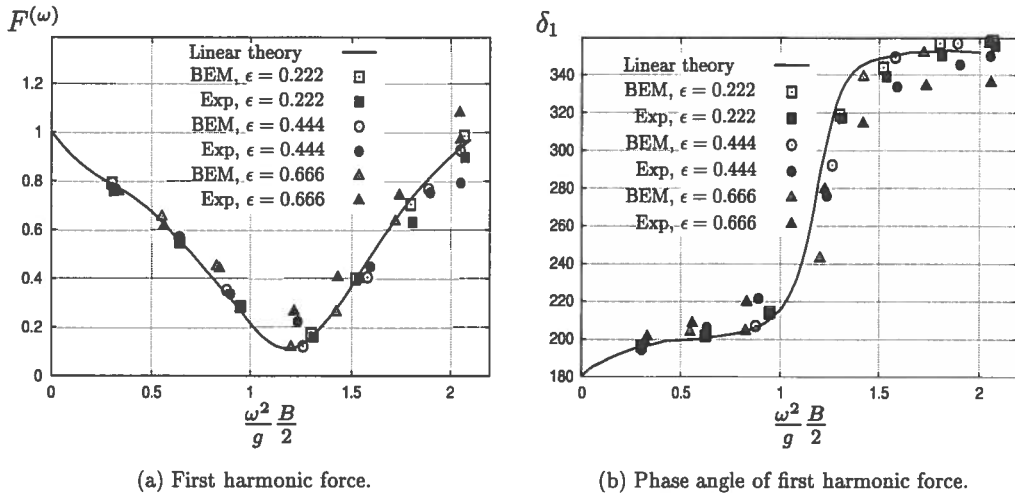 F^(ω)
Linear theory
BEM, ϵ = 0.222
Exp, ϵ = 0.222
BEM, ϵ = 0.444
Exp, ϵ = 0.444
BEM, ϵ = 0.666
Exp, ϵ = 0.666
1.2
1
0.8
0.6
0.4
0.2
0
0 0.5 1 1.5 2
ω²/g B/2
(a) First harmonic force.
δ₁
Linear theory
BEM, ϵ = 0.222
Exp, ϵ = 0.222
BEM, ϵ = 0.444
Exp, ϵ = 0.444
BEM, ϵ = 0.666
Exp, ϵ = 0.666
340
320
300
280
260
240
220
200
180
0 0.5 1 1.5 2
ω²/g B/2
(b) Phase angle of first harmonic force.